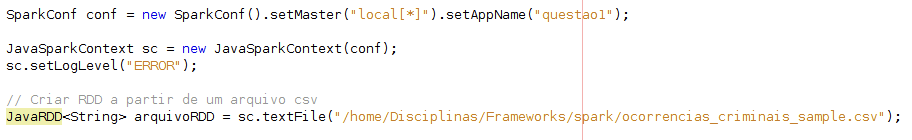 SparkConf conf = new SparkConf().setMaster("local[*]").setAppName("questao1");
JavaSparkContext sc = new JavaSparkContext(conf);
sc.setLogLevel("ERROR");
// Criar RDD a partir de um arquivo csv
JavaRDD<String> arquivoRDD = sc.textFile("/home/Disciplinas/Frameworks/spark/ocorrencias_criminais_sample.csv");